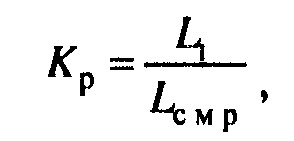 Kр = L1 / Lсмр,